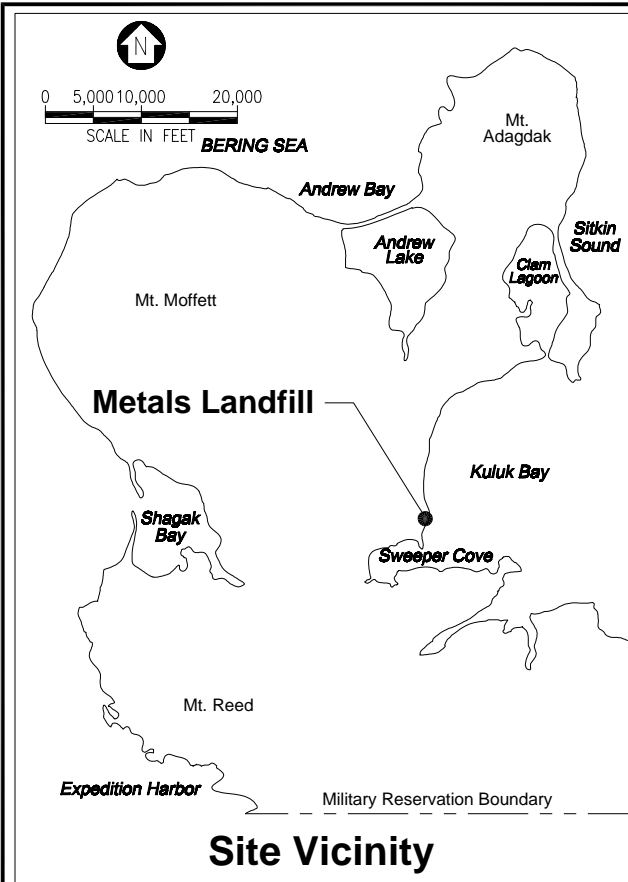 N
0 5,000 10,000 20,000
SCALE IN FEET
BERING SEA
Mt.
Adagdak
Andrew Bay
Sitkin
Sound
Andrew
Lake
Clam
Lagoon
Mt. Moffett
Metals Landfill
Kuluk Bay
Shagak
Bay
Sweeper Cove
Mt. Reed
Expedition Harbor
Military Reservation Boundary
Site Vicinity